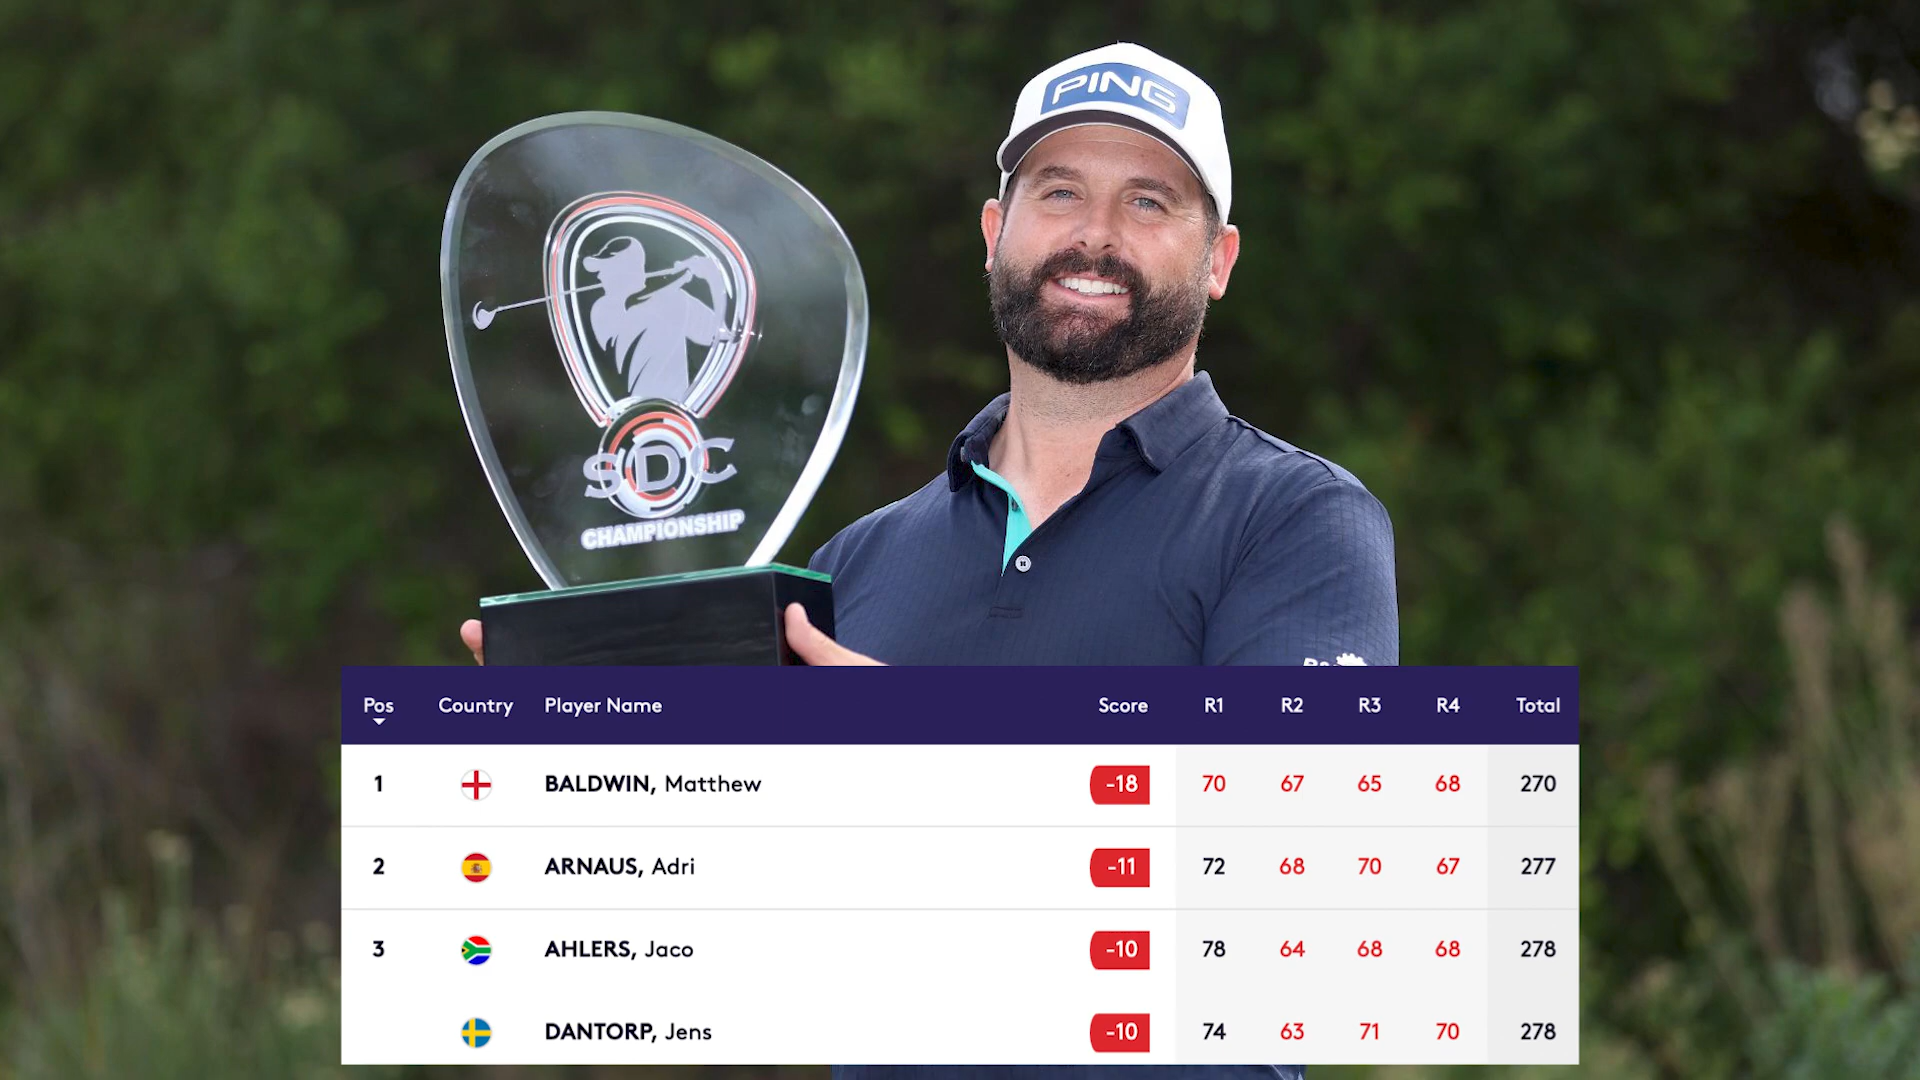 PING
SDC
CHAMPIONSHIP
Pos Country Player Name Score R1 R2 R3 R4 Total
1 BALDWIN, Matthew -18 70 67 65 68 270
2 ARNAUS, Adri -11 72 68 70 67 277
3 AHLERS, Jaco -10 78 64 68 68 278
DANTORP, Jens -10 74 63 71 70 278